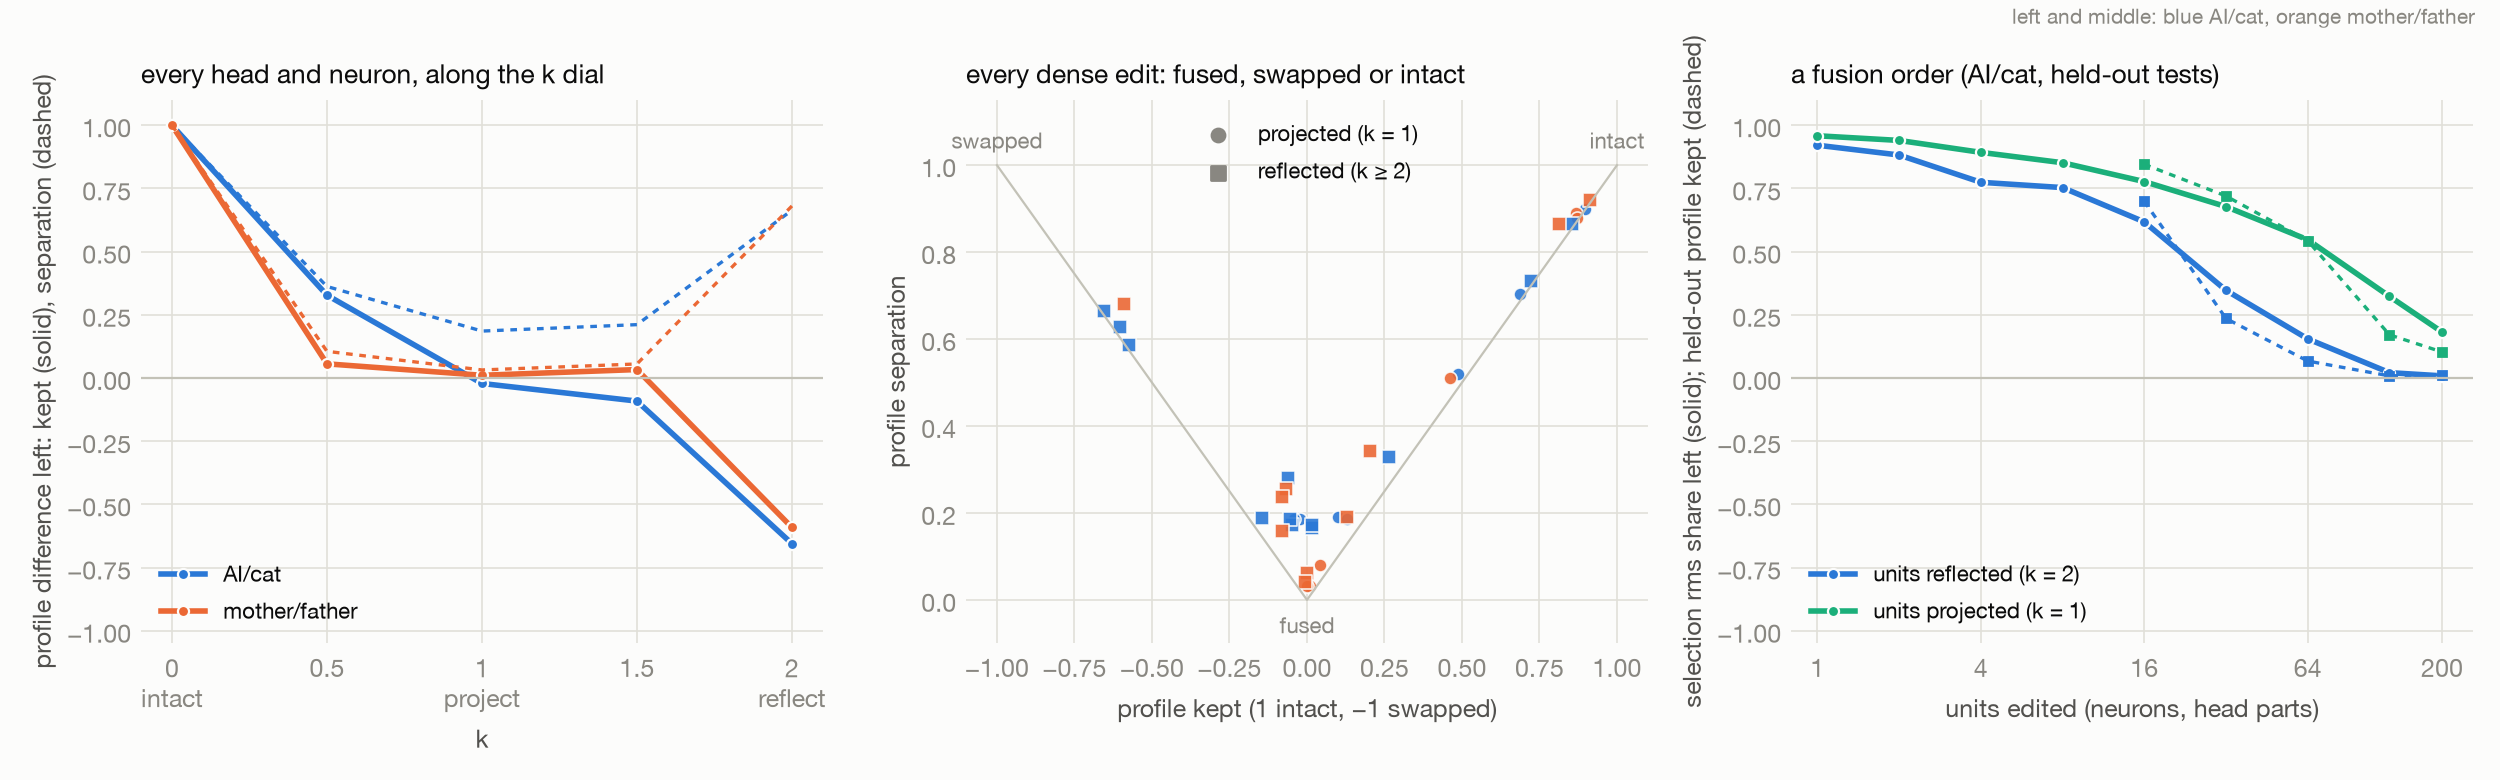 left and middle: blue AI/cat, orange mother/father
every head and neuron, along the k dial
profile difference left: kept (solid), separation (dashed)
1.00
0.75
0.50
0.25
0.00
−0.25
−0.50
−0.75
−1.00
AI/cat
mother/father
0
0.5
1
1.5
2
intact
project
reflect
k
every dense edit: fused, swapped or intact
profile separation
swapped
intact
projected (k = 1)
reflected (k ≥ 2)
1.0
0.8
0.6
0.4
0.2
0.0
fused
−1.00
−0.75
−0.50
−0.25
0.00
0.25
0.50
0.75
1.00
profile kept (1 intact, −1 swapped)
a fusion order (AI/cat, held-out tests)
selection rms share left (solid); held-out profile kept (dashed)
1.00
0.75
0.50
0.25
0.00
−0.25
−0.50
−0.75
−1.00
units reflected (k = 2)
units projected (k = 1)
1
4
16
64
200
units edited (neurons, head parts)